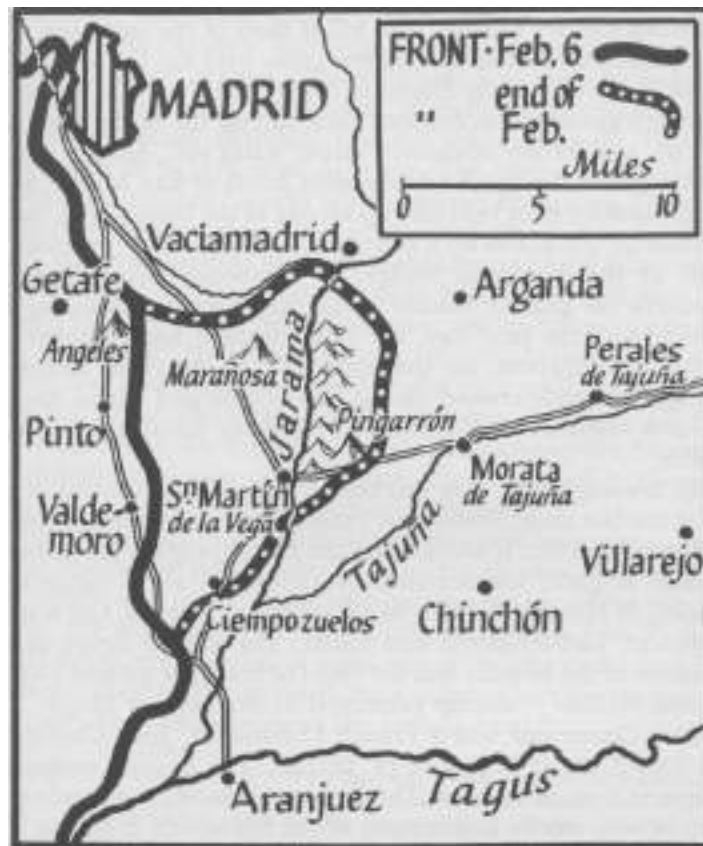 FRONT·Feb. 6
" end of
Feb.
Miles
0 5 10
MADRID
Vaciamadrid
Getafe
Arganda
Angeles
Marañosa
Jarama
Perales
de Tajuña
Pinto
Pingarrón
Sn. Martín
de la Vega
Morata
de Tajuña
Valde-
moro
Tajuña
Villarejo
Ciempozuelos
Chinchón
Aranjuez
Tagus